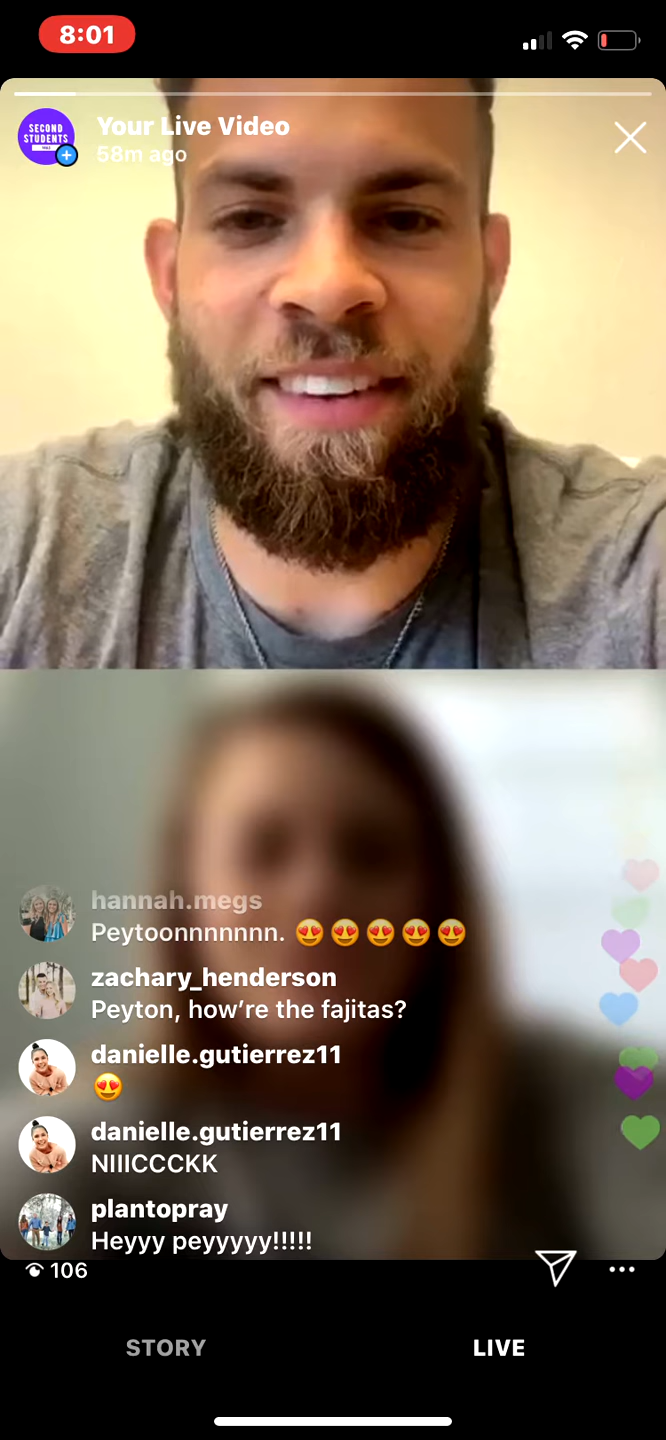 8:01
SECOND
STUDENTS
Your Live Video
58m ago
hannah.megs
Peytoonnnnnnn. 😍😍😍😍😍
zachary_henderson
Peyton, how’re the fajitas?
danielle.gutierrez11
😍
danielle.gutierrez11
NIIICCCKK
plantopray
Heyyy peyyyyy!!!!!
106
STORY
LIVE